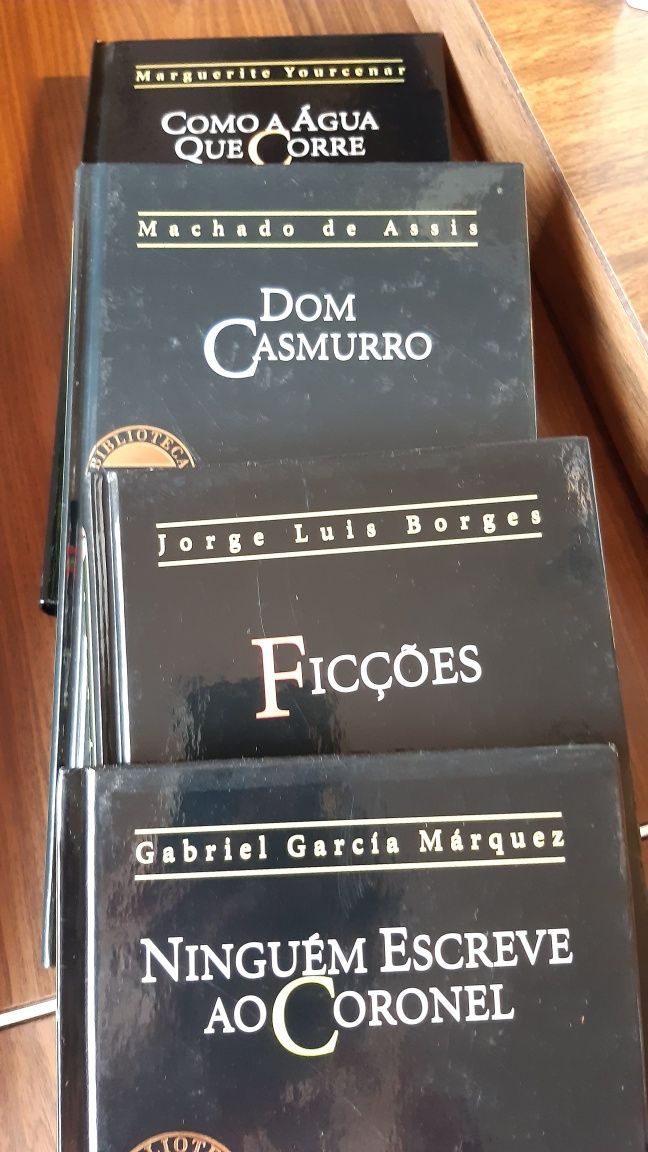 Marguerite Yourcenar
COMO A ÁGUA
QUE CORRE
Machado de Assis
DOM
CASMURRO
BIBLIOTECA
Jorge Luis Borges
FICÇÕES
Gabriel García Márquez
NINGUÉM ESCREVE
AO CORONEL